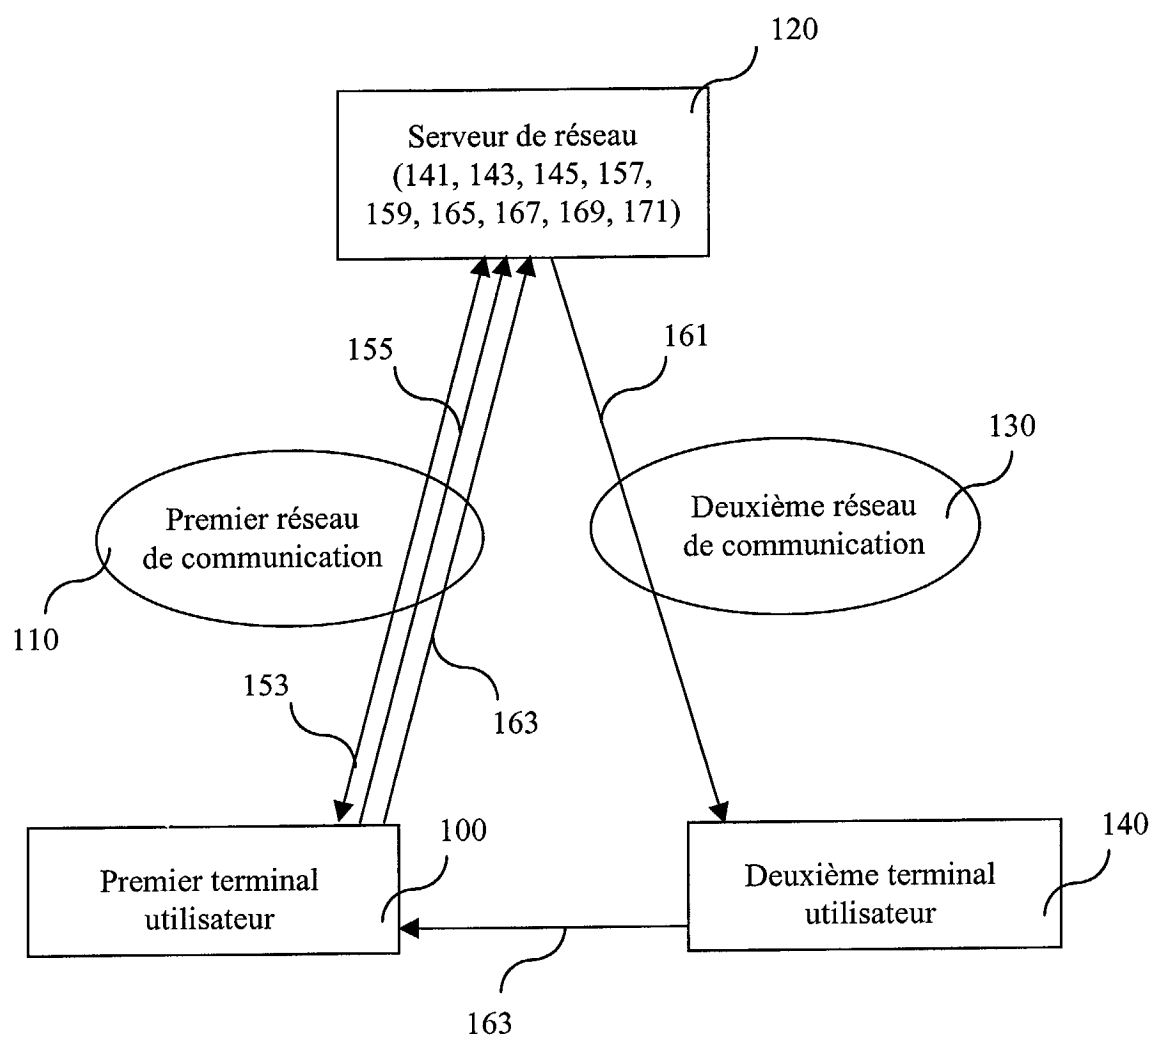 120
Serveur de réseau
(141, 143, 145, 157,
159, 165, 167, 169, 171)
155
161
130
Premier réseau
de communication
Deuxième réseau
de communication
110
153
163
100
140
Premier terminal
utilisateur
Deuxième terminal
utilisateur
163